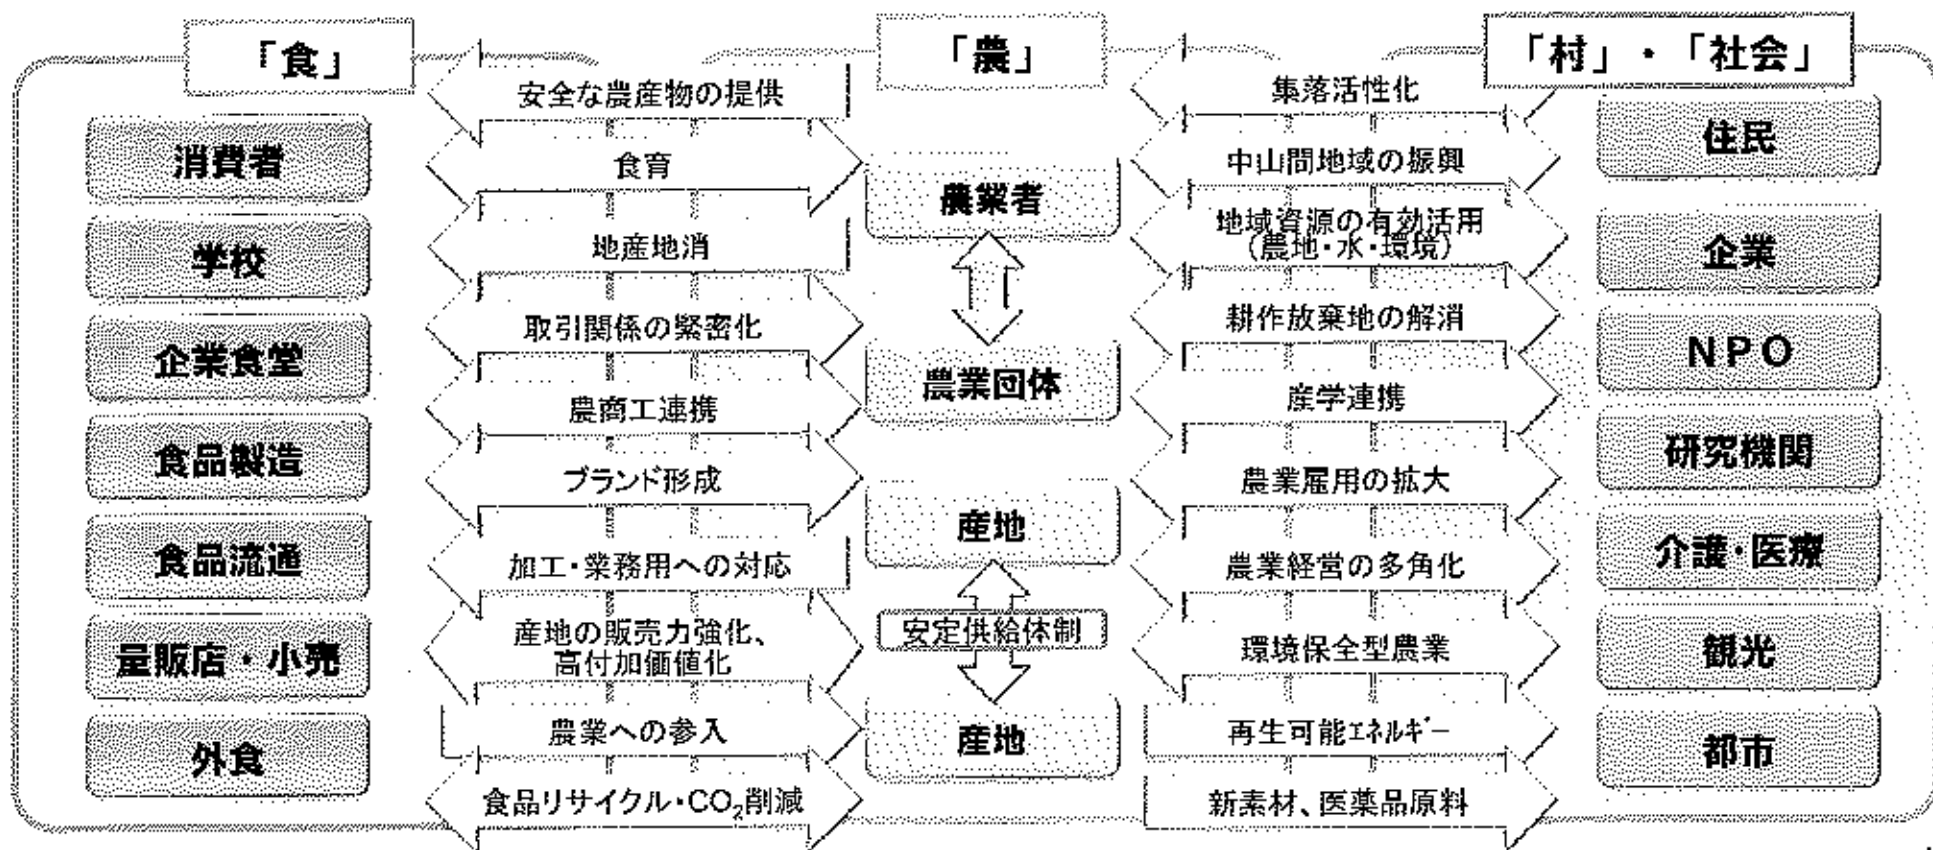 「食」
消費者
学校
企業食堂
食品製造
食品流通
量販店・小売
外食
安全な農産物の提供
食育
地産地消
取引関係の緊密化
農商工連携
ブランド形成
加工・業務用への対応
産地の販売力強化、
高付加価値化
農業への参入
食品リサイクル・CO₂削減
「農」
農業者
農業団体
産地
安定供給体制
産地
集落活性化
中山間地域の振興
地域資源の有効活用
(農地・水・環境)
耕作放棄地の解消
産学連携
農業雇用の拡大
農業経営の多角化
環境保全型農業
再生可能エネルギー
新素材、医薬品原料
「村」・「社会」
住民
企業
NPO
研究機関
介護・医療
観光
都市